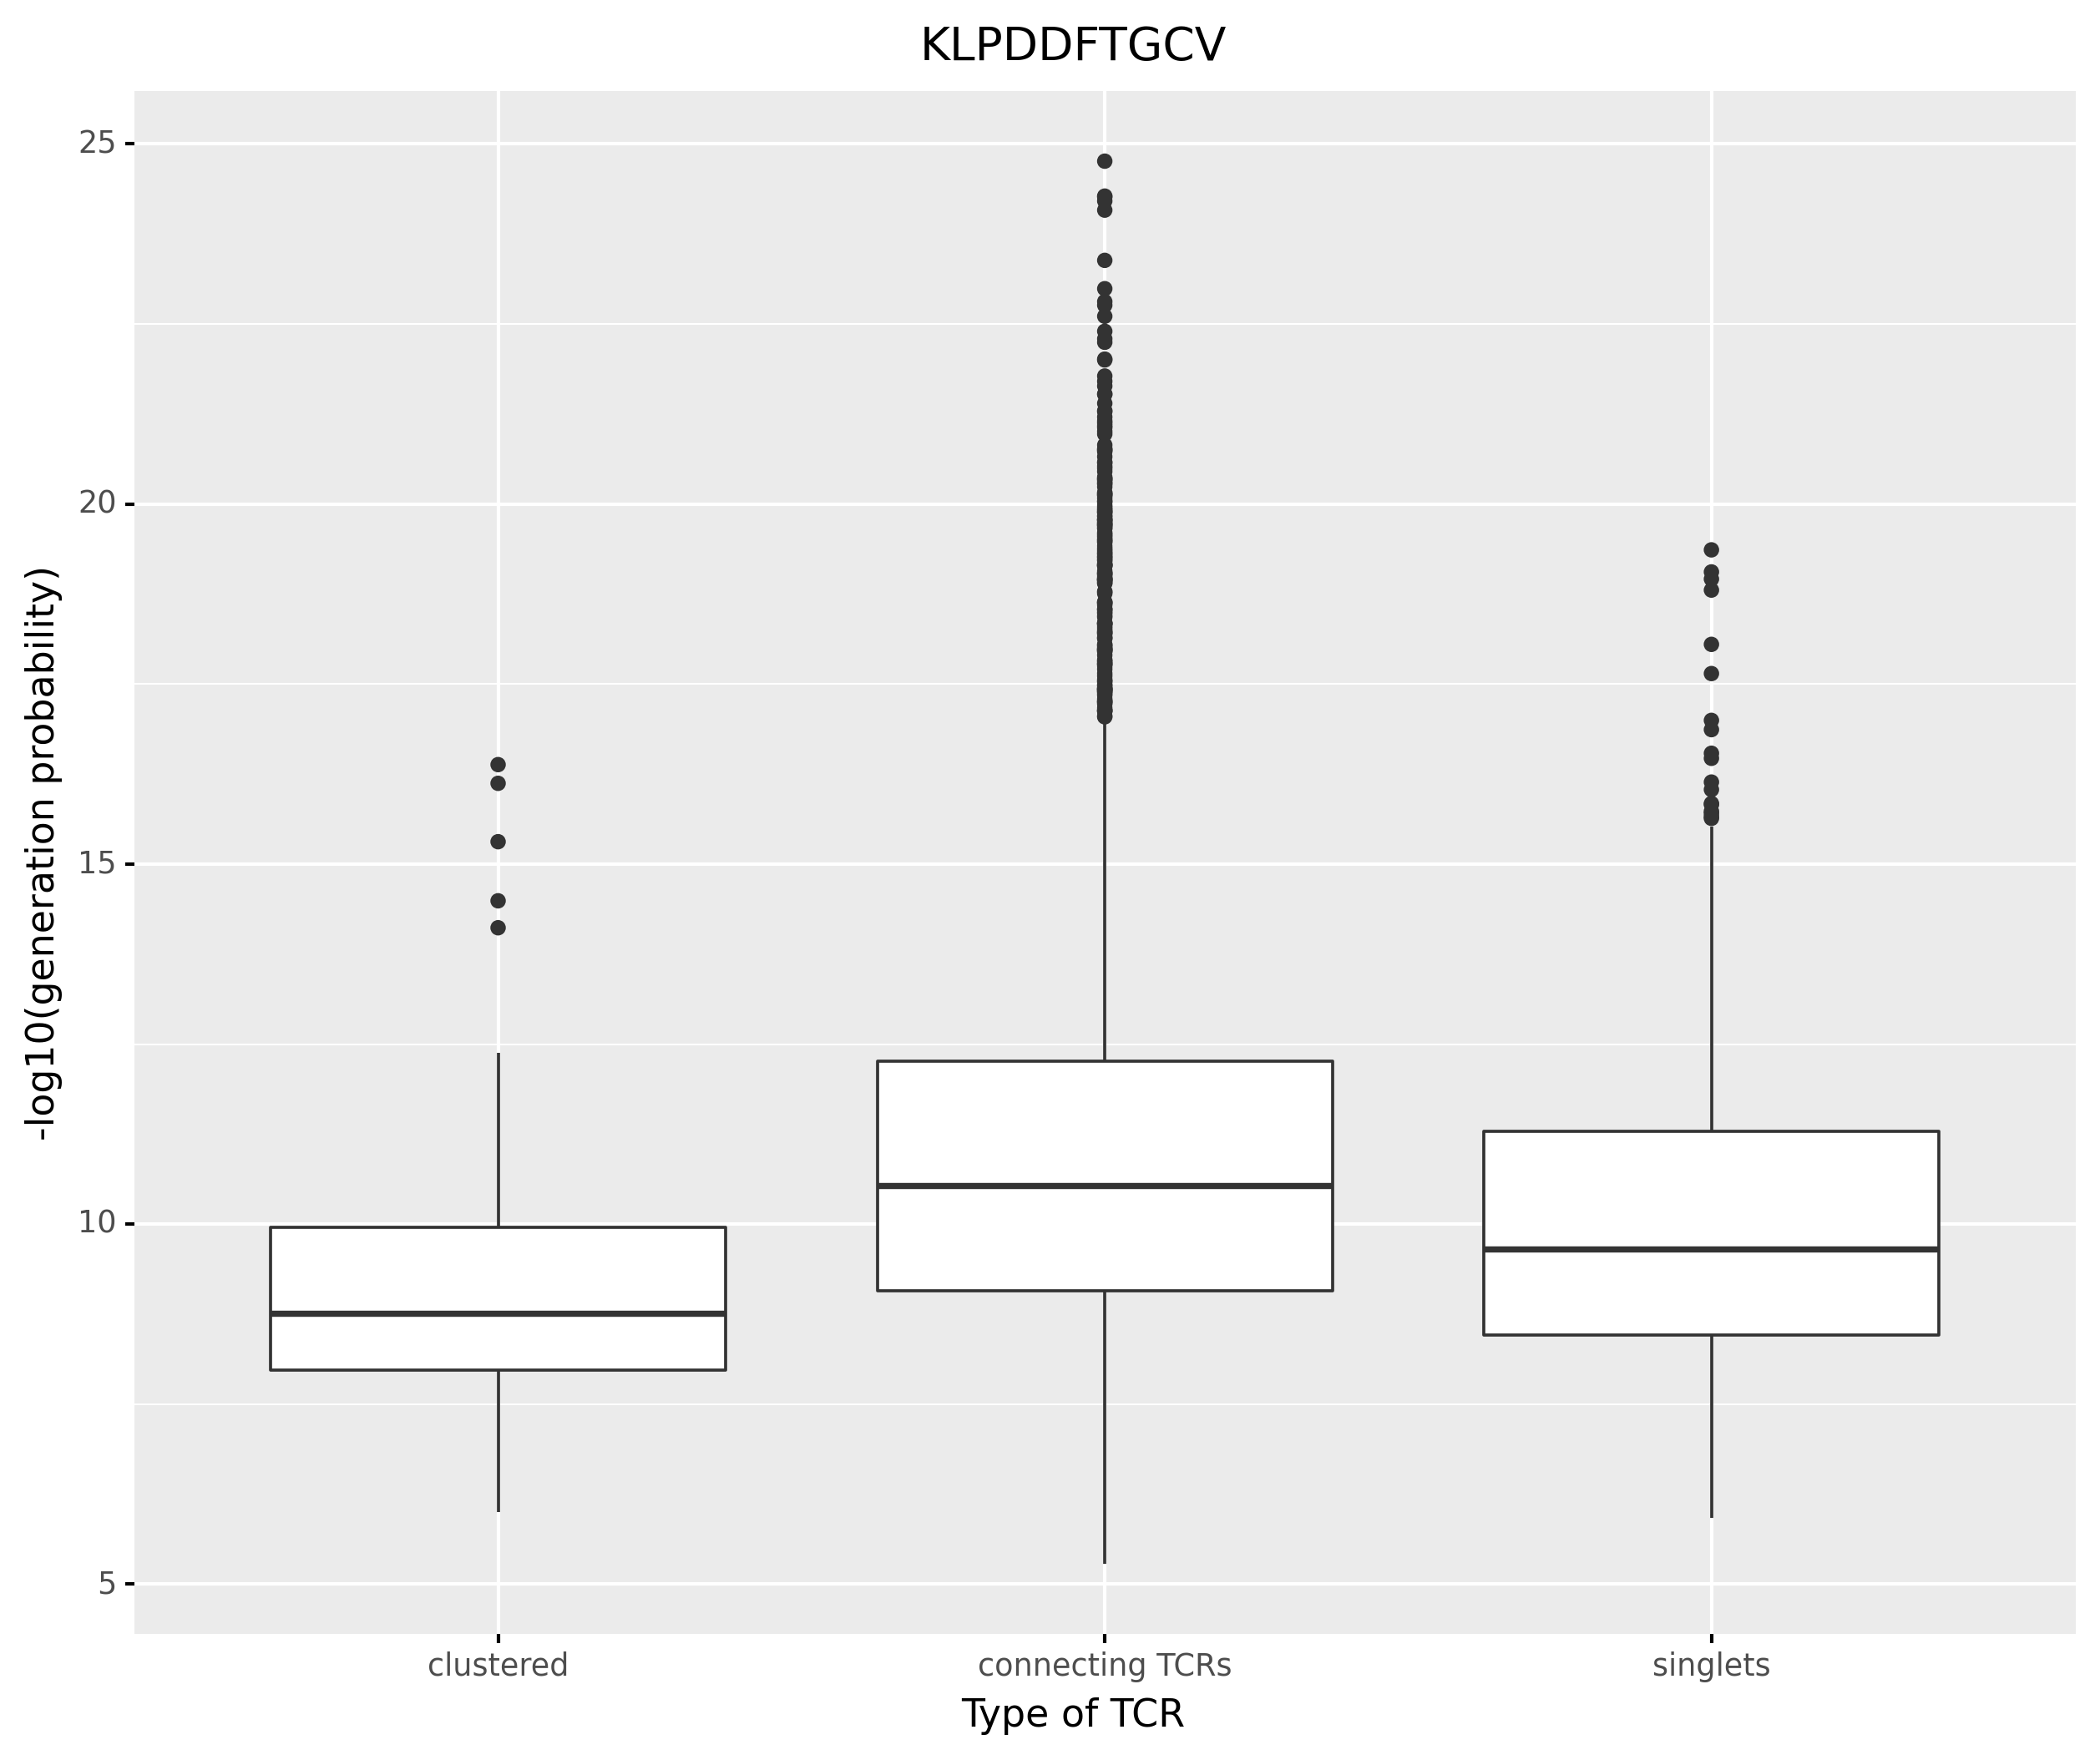 KLPDDFTGCV
25
20
15
10
5
-log10(generation probability)
clustered
connecting TCRs
singlets
Type of TCR